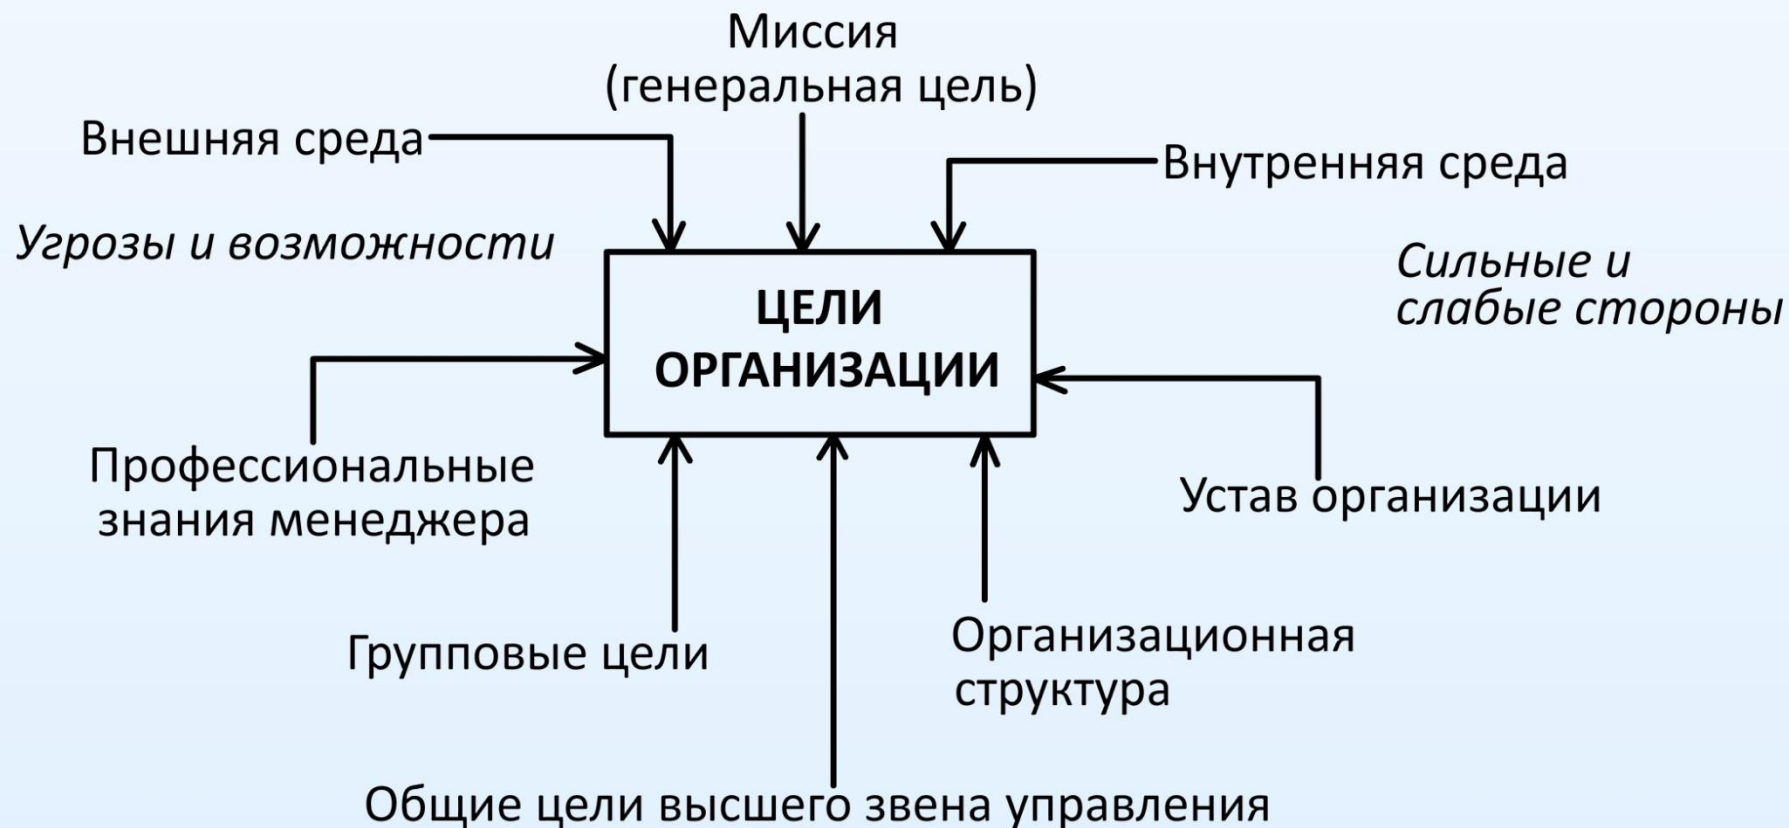 Миссия
(генеральная цель)
Внешняя среда
Внутренняя среда
Угрозы и возможности
Сильные и
слабые стороны
ЦЕЛИ
ОРГАНИЗАЦИИ
Профессиональные
знания менеджера
Устав организации
Групповые цели
Организационная
структура
Общие цели высшего звена управления